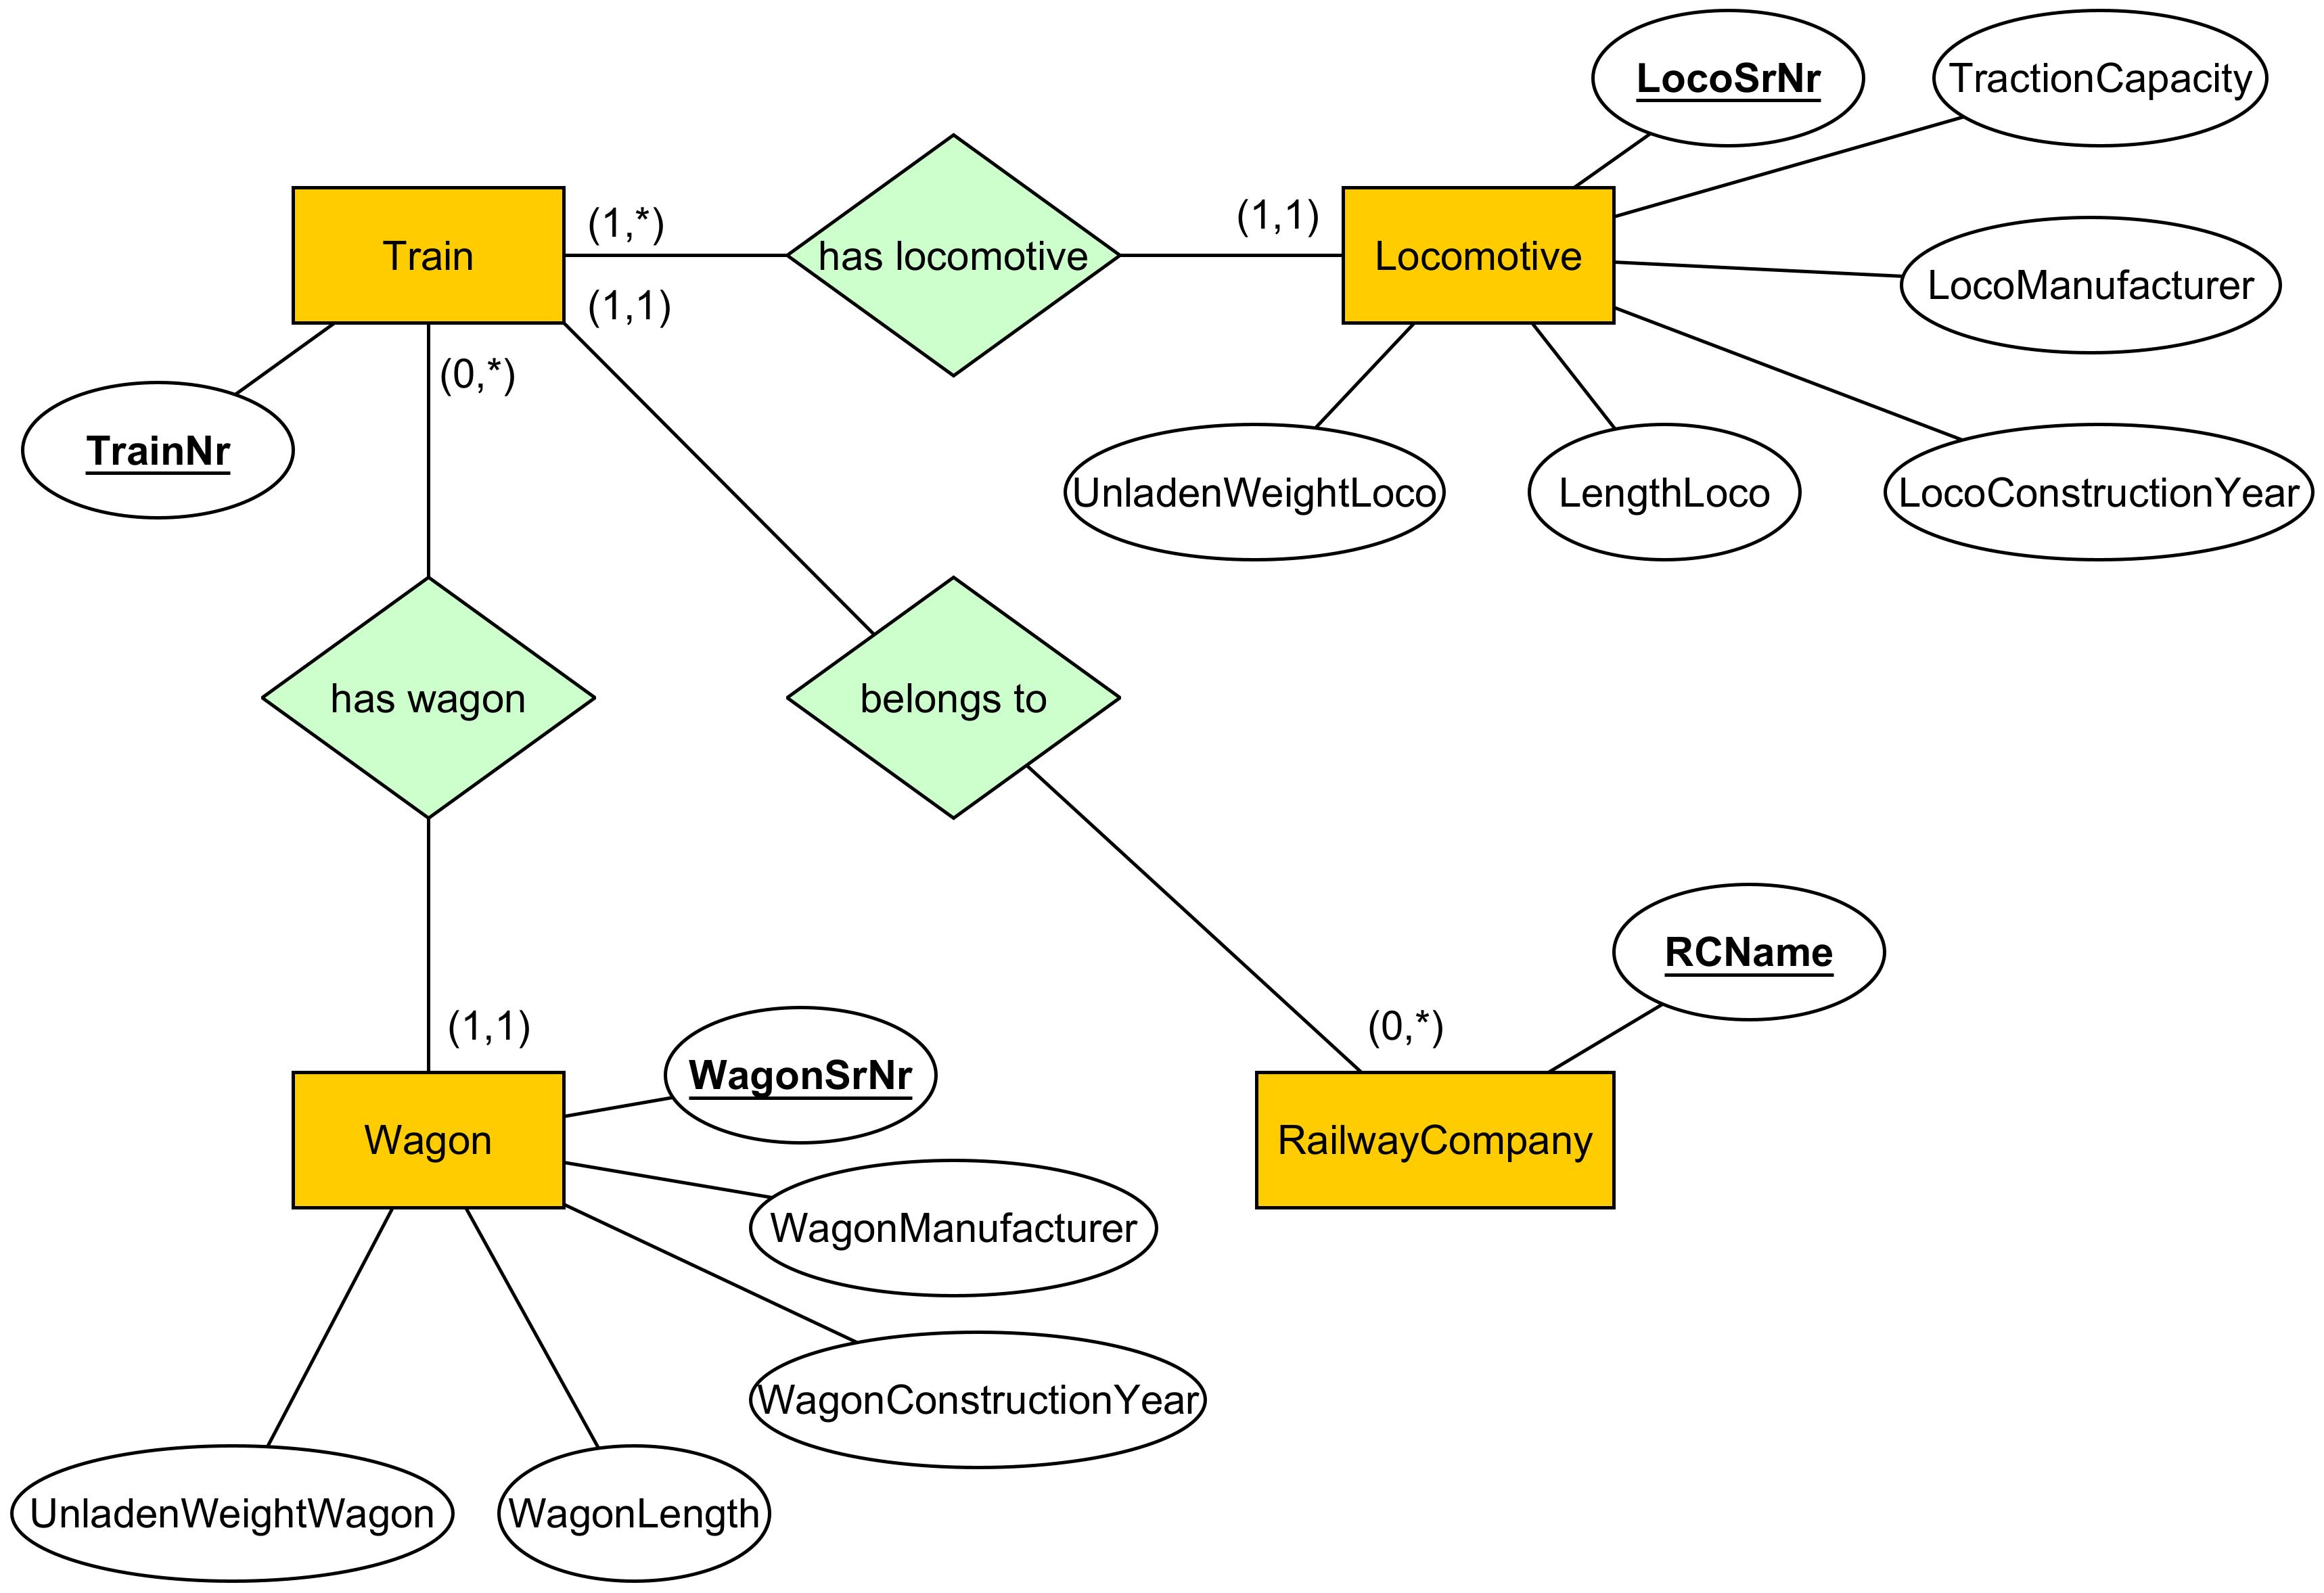 LocoSrNr
TractionCapacity
(1,*)
(1,1)
Train
has locomotive
Locomotive
LocoManufacturer
(1,1)
(0,*)
TrainNr
UnladenWeightLoco
LengthLoco
LocoConstructionYear
has wagon
belongs to
RCName
(1,1)
(0,*)
WagonSrNr
Wagon
RailwayCompany
WagonManufacturer
WagonConstructionYear
UnladenWeightWagon
WagonLength